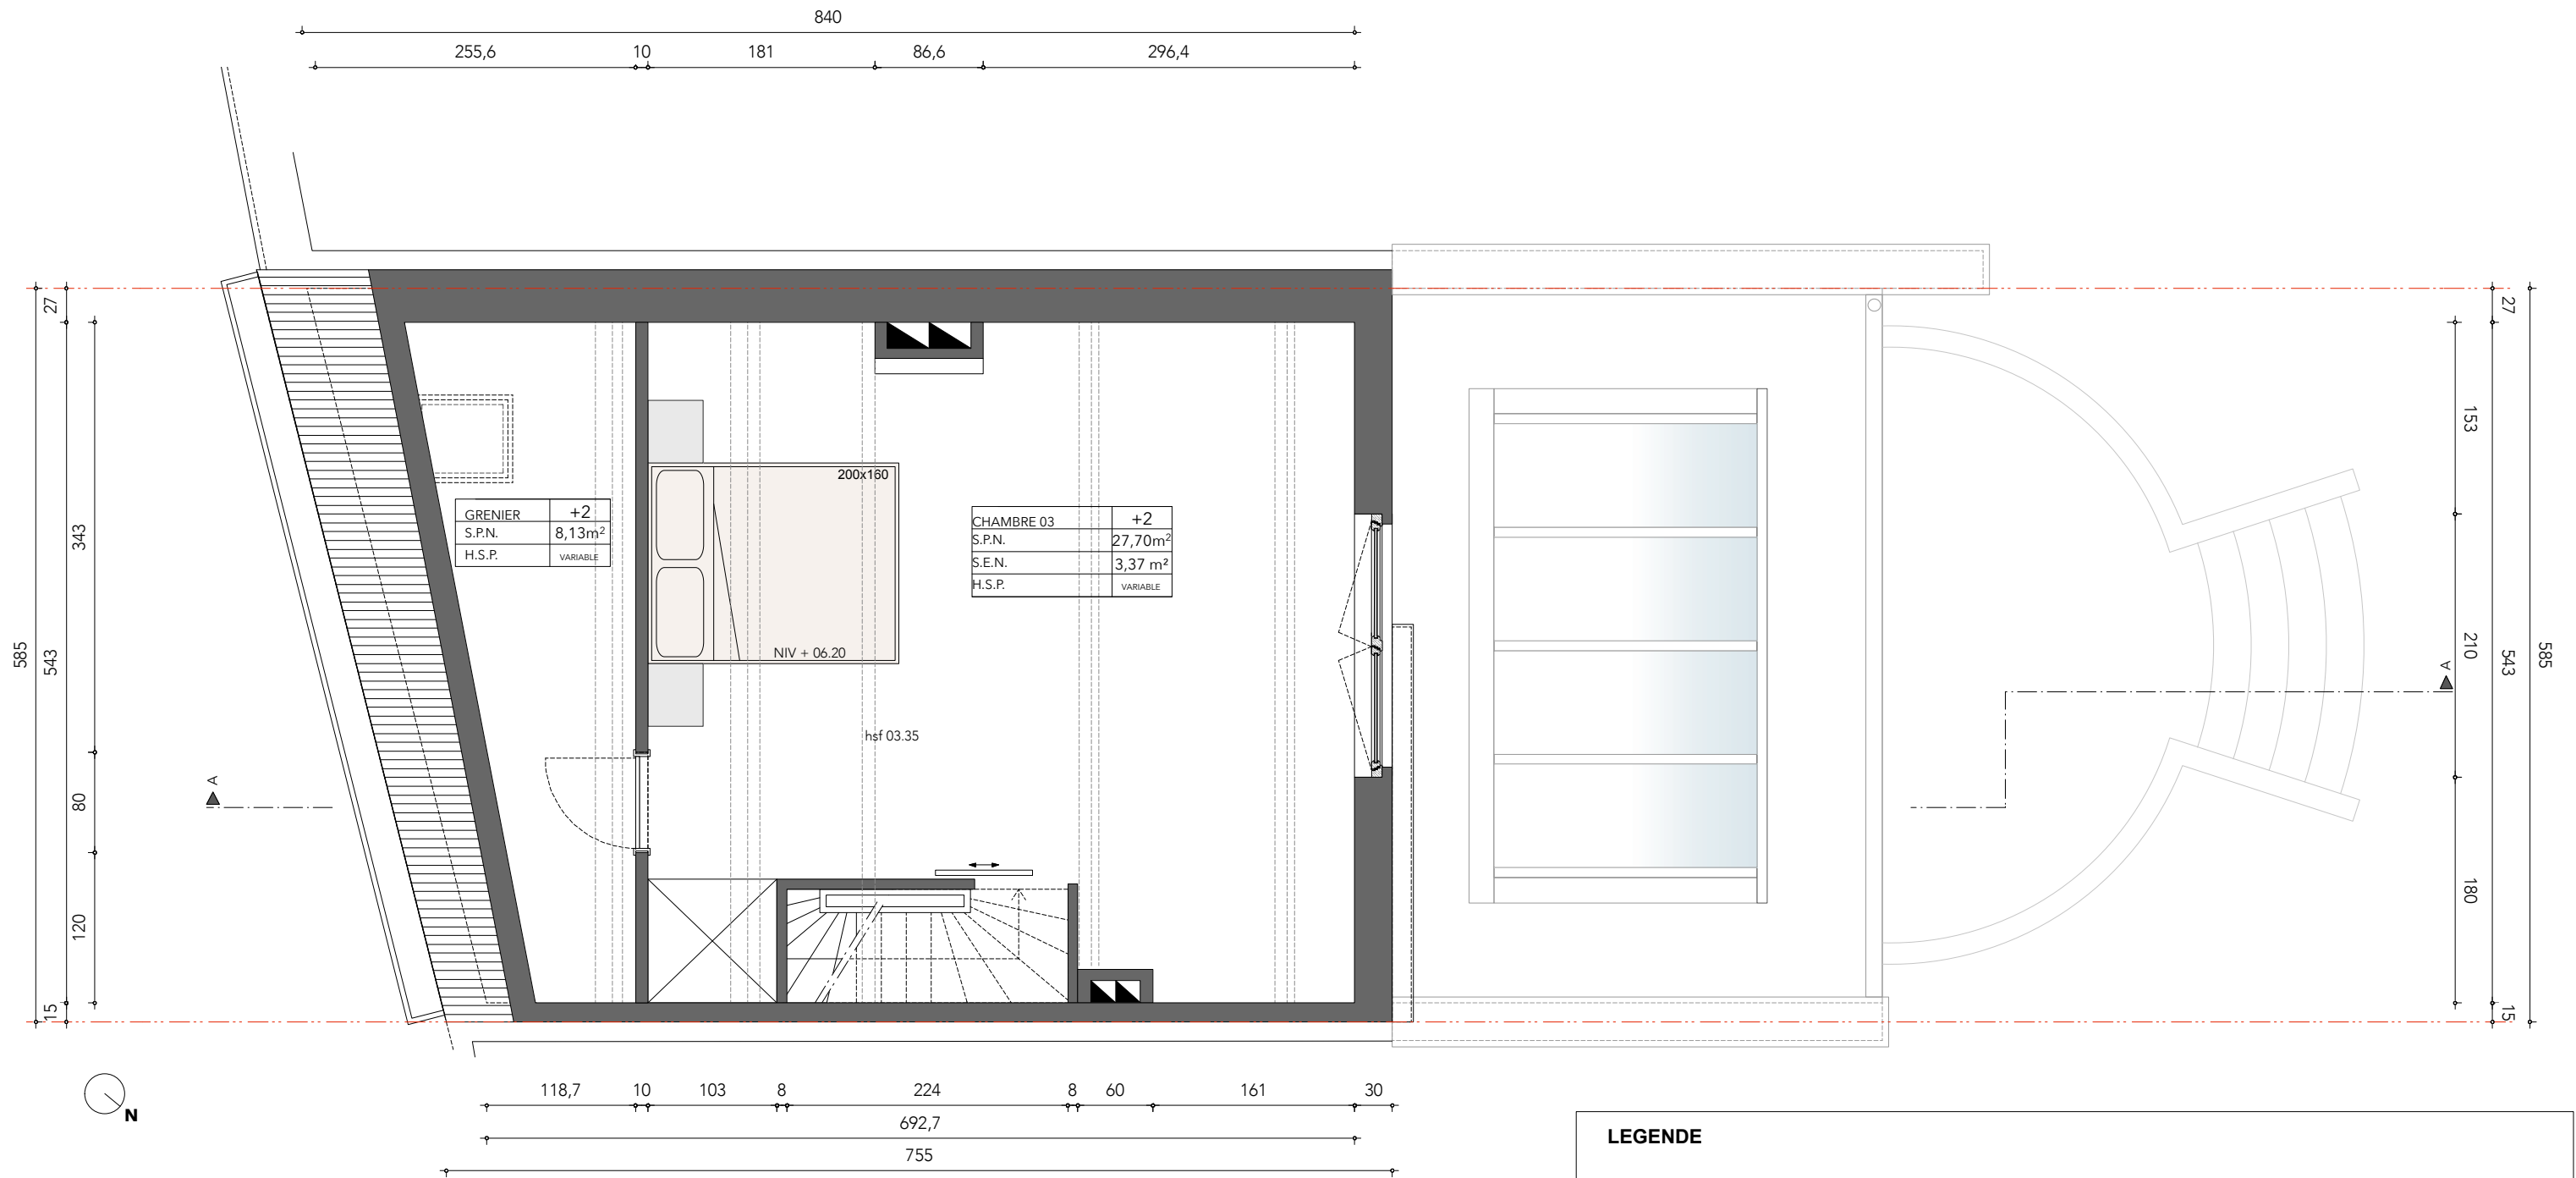 840
255,6 10 181 86,6 296,4
27
343
80
120
543
15
585
GRENIER +2
S.P.N. 8,13m²
H.S.P. VARIABLE
200x160
NIV + 06.20
CHAMBRE 03 +2
S.P.N. 27,70m²
S.E.N. 3,37 m²
H.S.P. VARIABLE
hsf 03.35
A
A
27
153
210
180
543
15
585
N
118,7 10 103 8 224 8 60 161 30
692,7
755
LEGENDE